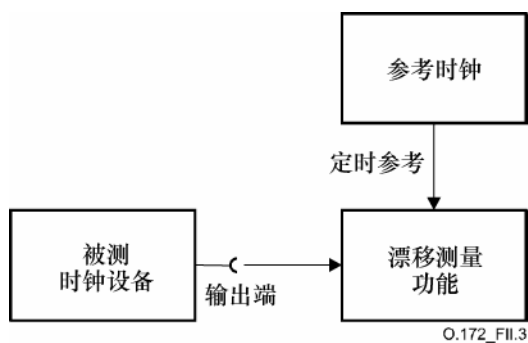 参考时钟
定时参考
被测
时钟设备
输出端
漂移测量
功能
O.172_FII.3